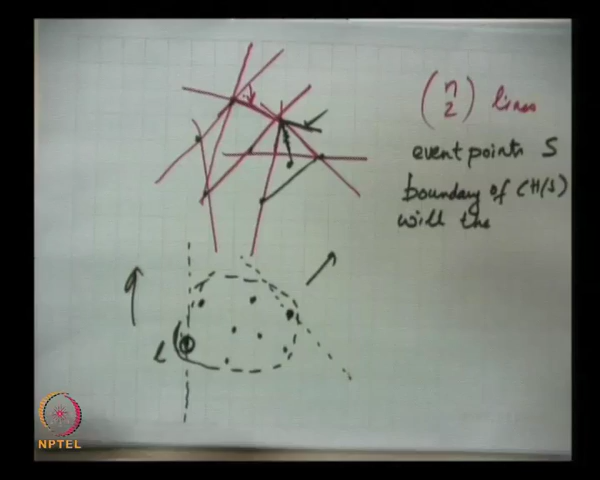 (n 2) lines
event points S
boundary of CH(S)
will the
l
NPTEL